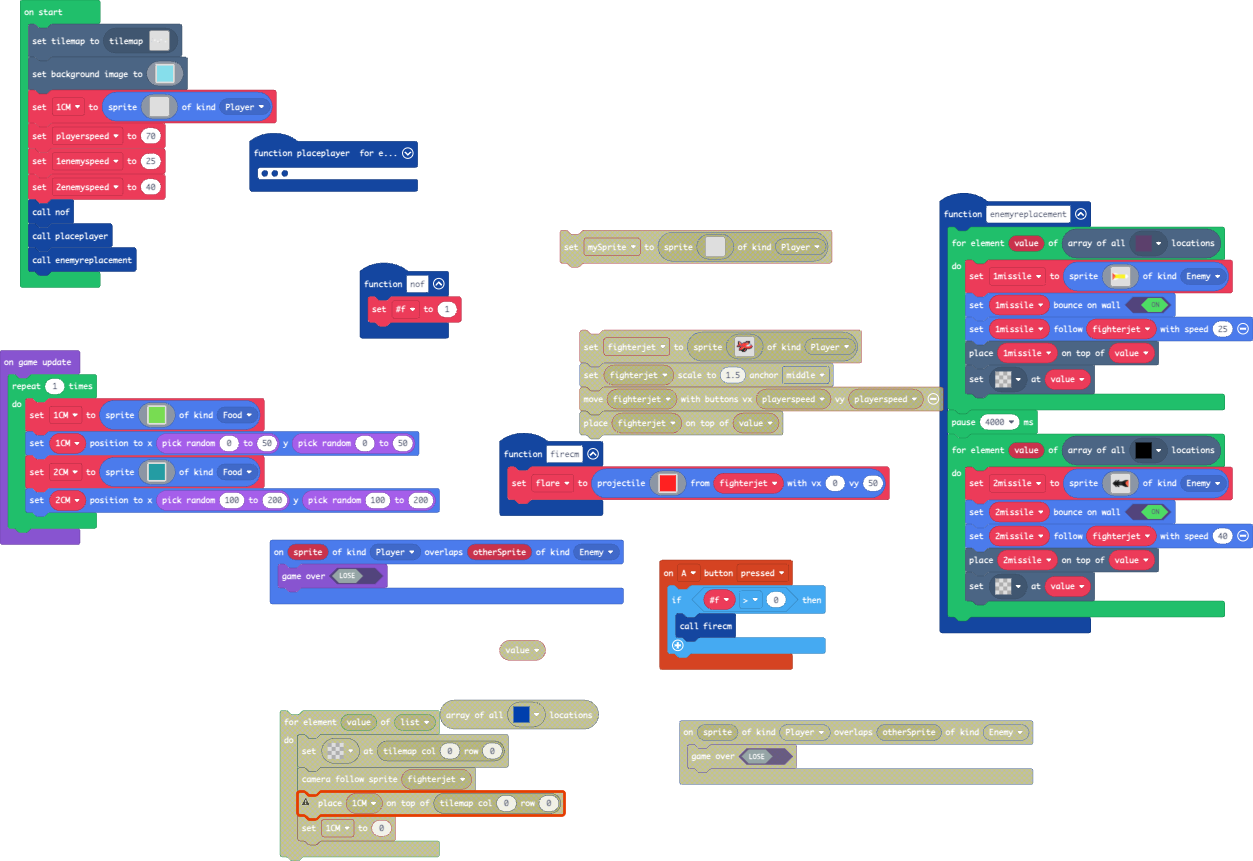 on start
set tilemap to tilemap
set background image to
set 1CM to sprite of kind Player
set playerspeed to 70
set 1enemyspeed to 25
set 2enemyspeed to 40
call nof
call placeplayer
call enemyreplacement
function placeplayer for e...
function nof
set #f to 1
set mySprite to sprite of kind Player
function enemyreplacement
for element value of array of all locations
do
set 1missile to sprite of kind Enemy
set 1missile bounce on wall ON
set 1missile follow fighterjet with speed 25
place 1missile on top of value
set at value
pause 4000 ms
for element value of array of all locations
do
set 2missile to sprite of kind Enemy
set 2missile bounce on wall ON
set 2missile follow fighterjet with speed 40
place 2missile on top of value
set at value
on game update
repeat 1 times
do
set 1CM to sprite of kind Food
set 1CM position to x pick random 0 to 50 y pick random 0 to 50
set 2CM to sprite of kind Food
set 2CM position to x pick random 100 to 200 y pick random 100 to 200
set fighterjet to sprite of kind Player
set fighterjet scale to 1.5 anchor middle
move fighterjet with buttons vx playerspeed vy playerspeed
place fighterjet on top of value
function firecm
set flare to projectile from fighterjet with vx 0 vy 50
on sprite of kind Player overlaps otherSprite of kind Enemy
game over LOSE
on A button pressed
if #f > 0 then
call firecm
value
for element value of list
array of all locations
do
set at tilemap col 0 row 0
camera follow sprite fighterjet
place 1CM on top of tilemap col 0 row 0
set 1CM to 0
on sprite of kind Player overlaps otherSprite of kind Enemy
game over LOSE